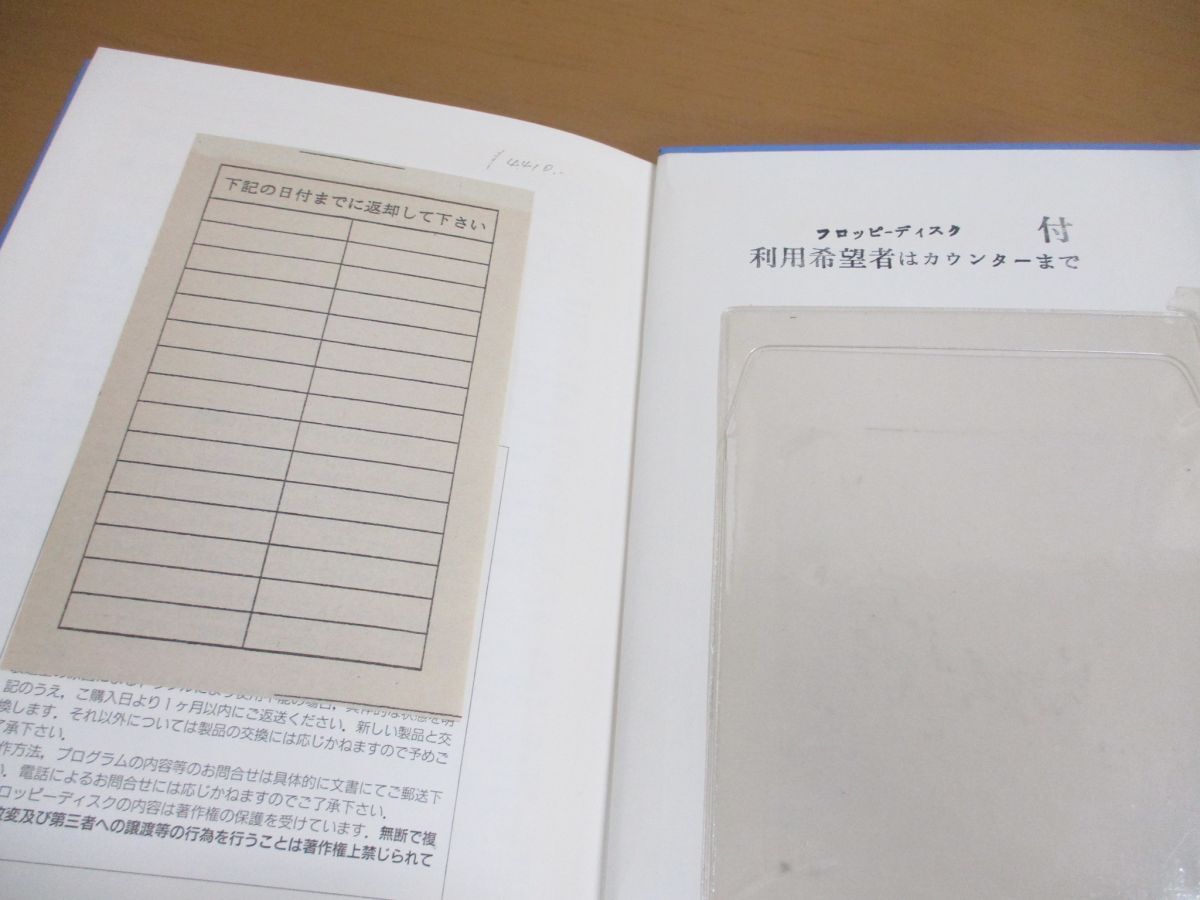 ¥4,410.-
下記の日付までに返却して下さい
記のうえ，ご購入日より1ヶ月以内にご返送ください．新しい製品と交
換します．それ以外については製品の交換には応じかねますので予めご
了承下さい．
作方法，プログラムの内容等のお問合せは具体的に文書にてご郵送下
い．電話によるお問合せには応じかねますのでご了承下さい．
ロッピーディスクの内容は著作権の保護を受けています．無断で複
改変及び第三者への譲渡等の行為を行うことは著作権上禁じられて
フロッピーディスク 付
利用希望者はカウンターまで